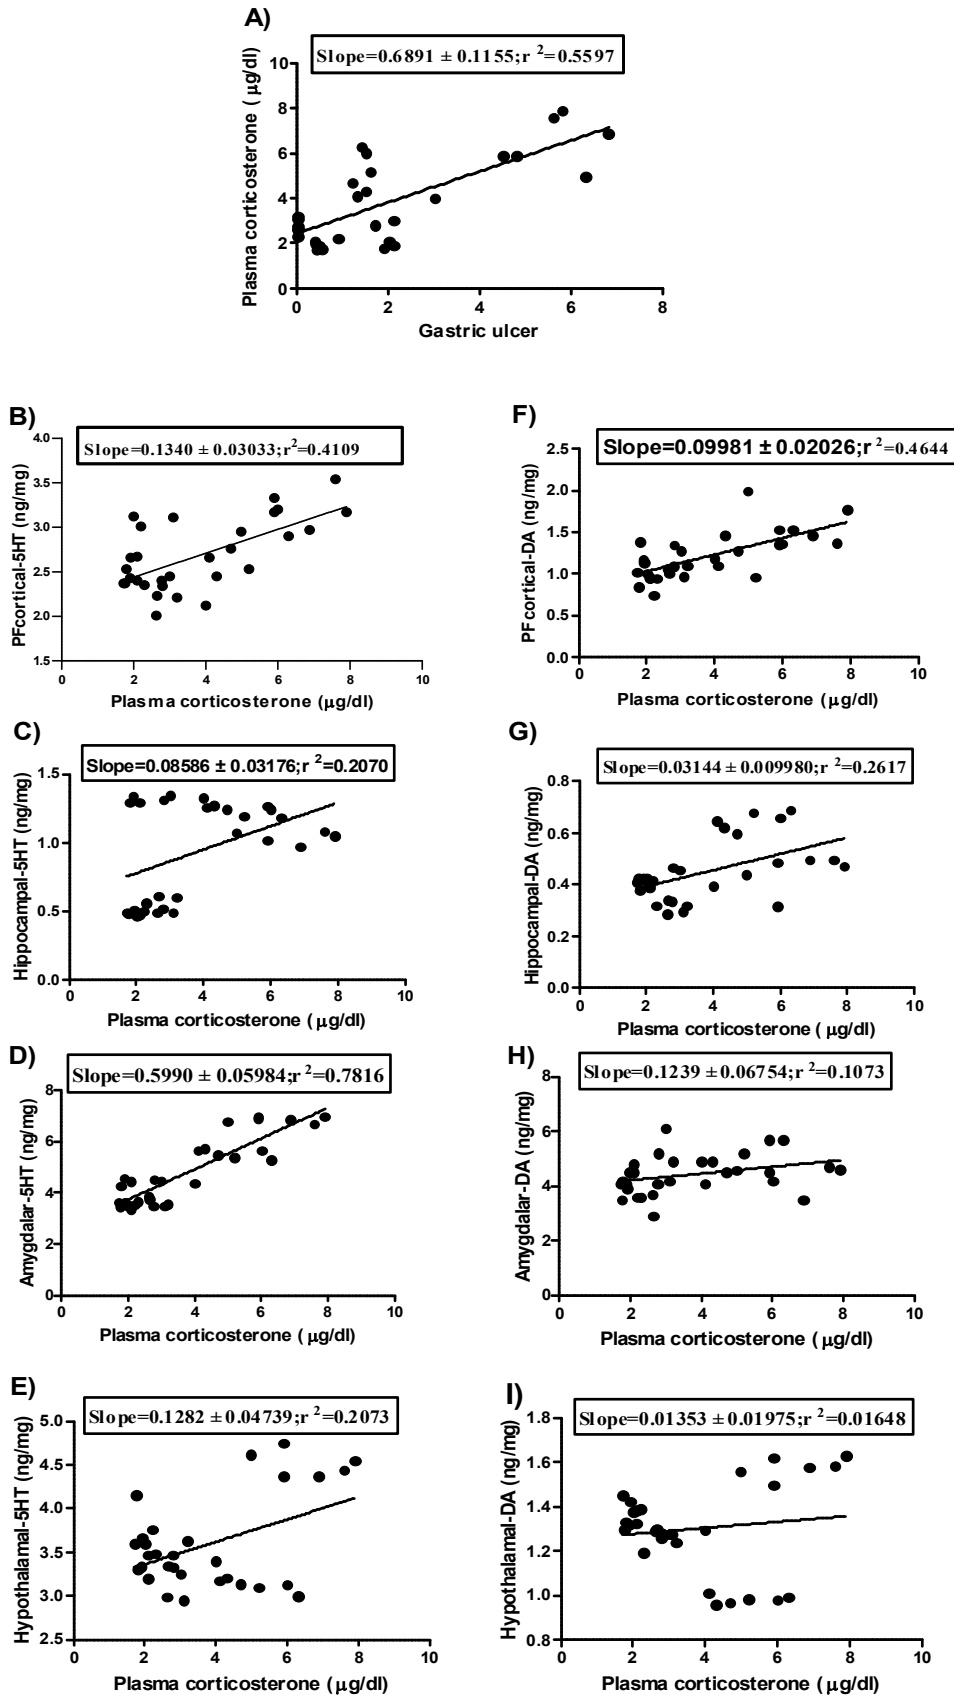 A)
Slope=0.6891 ± 0.1155;r ²=0.5597
Plasma corticosterone ( µg/dl)
10
8
6
4
2
0
0 2 4 6 8
Gastric ulcer
B)
Slope=0.1340 ± 0.03033;r²=0.4109
PFcortical-5HT (ng/mg)
4.0
3.5
3.0
2.5
2.0
1.5
0 2 4 6 8 10
Plasma corticosterone (µg/dl)
F)
Slope=0.09981 ± 0.02026;r ²=0.4644
PFcortical-DA (ng/mg)
2.5
2.0
1.5
1.0
0.5
0.0
0 2 4 6 8 10
Plasma corticosterone (µg/dl)
C)
Slope=0.08586 ± 0.03176;r ²=0.2070
Hippocampal-5HT (ng/mg)
1.5
1.0
0.5
0.0
0 2 4 6 8 10
Plasma corticosterone ( µg/dl)
G)
Slope=0.03144 ± 0.009980;r ²=0.2617
Hippocampal-DA (ng/mg)
0.8
0.6
0.4
0.2
0.0
0 2 4 6 8 10
Plasma corticosterone ( µg/dl)
D)
Slope=0.5990 ± 0.05984;r ²=0.7816
Amygdalar-5HT (ng/mg)
8
6
4
2
0
0 2 4 6 8 10
Plasma corticosterone ( µg/dl)
H)
Slope=0.1239 ± 0.06754;r ²=0.1073
Amygdalar-DA (ng/mg)
8
6
4
2
0
0 2 4 6 8 10
Plasma corticosterone ( µg/dl)
E)
Slope=0.1282 ± 0.04739;r ²=0.2073
Hypothalamal-5HT (ng/mg)
5.0
4.5
4.0
3.5
3.0
2.5
0 2 4 6 8 10
Plasma corticosterone (µg/dl)
I)
Slope=0.01353 ± 0.01975;r ²=0.01648
Hypothalamal-DA (ng/mg)
1.8
1.6
1.4
1.2
1.0
0.8
0 2 4 6 8 10
Plasma corticosterone ( µg/dl)